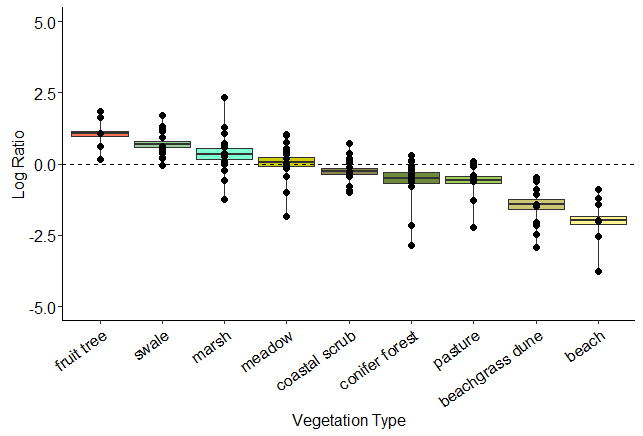 5.0
2.5
0.0
-2.5
-5.0
Log Ratio
fruit tree
swale
marsh
meadow
coastal scrub
conifer forest
pasture
beachgrass dune
beach
Vegetation Type